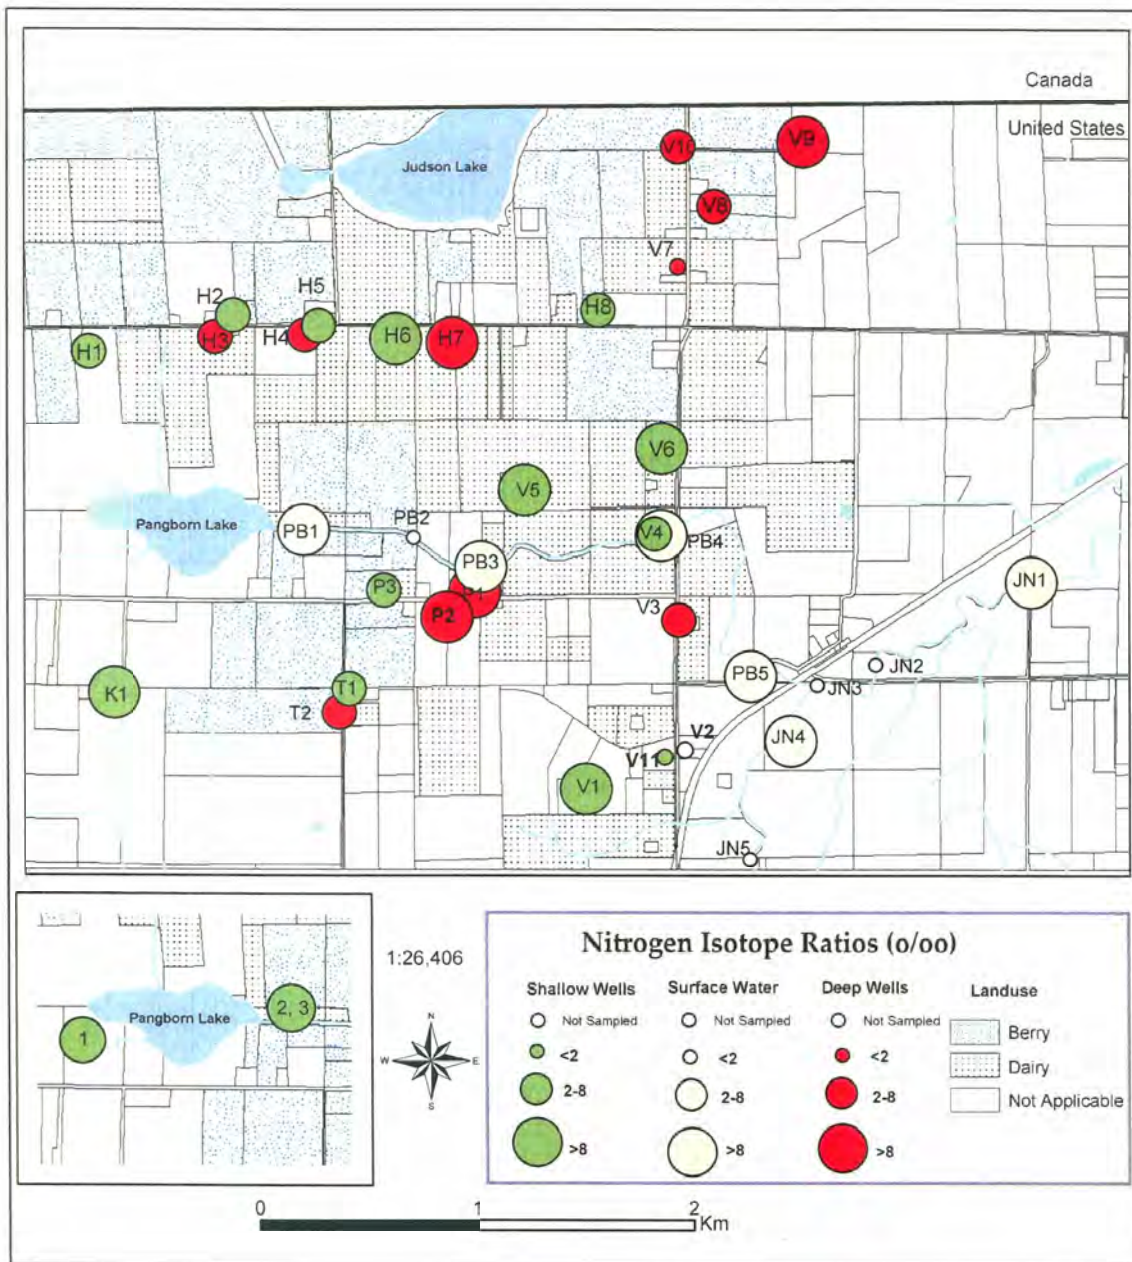 Canada
United States
Judson Lake
V10
V9
V8
V7
H5
H2
H8
H3
H4
H6
H7
H1
V6
V5
Pangborn Lake
PB1
PB2
V4
PB4
PB3
JN1
P3
P1
P2
V3
JN2
PB5
JN3
K1
T1
T2
V2
JN4
V11
V1
JN5
Pangborn Lake
2, 3
1
1:26,406
N
W
E
S
Nitrogen Isotope Ratios (o/oo)
Shallow Wells Surface Water Deep Wells Landuse
Not Sampled Not Sampled Not Sampled
Berry
<2 <2 <2
Dairy
2-8 2-8 2-8
Not Applicable
>8 >8 >8
0 1 2
Km